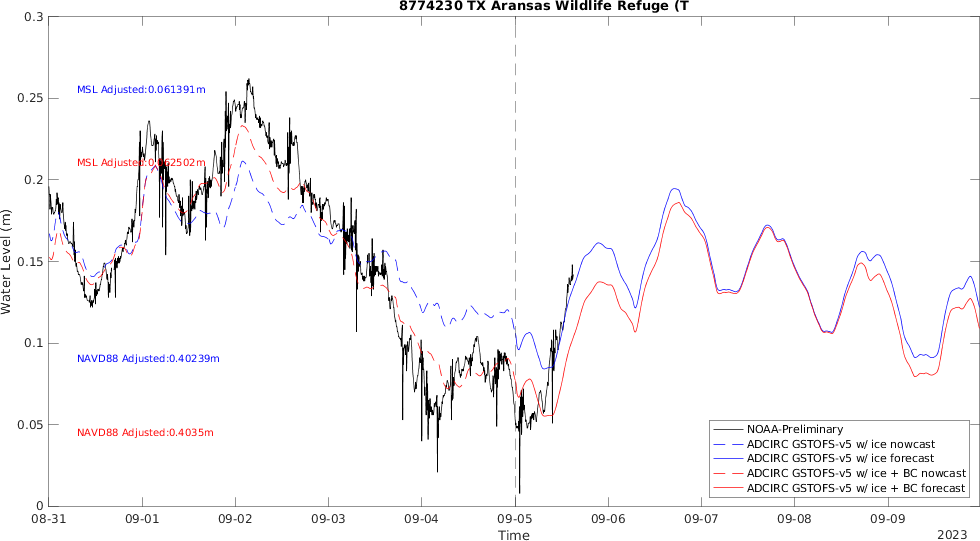 8774230 TX Aransas Wildlife Refuge (T
0.3
0.25
0.2
0.15
0.1
0.05
0
Water Level (m)
MSL Adjusted:0.061391m
MSL Adjusted:0.062502m
NAVD88 Adjusted:0.40239m
NAVD88 Adjusted:0.4035m
NOAA-Preliminary
ADCIRC GSTOFS-v5 w/ ice nowcast
ADCIRC GSTOFS-v5 w/ ice forecast
ADCIRC GSTOFS-v5 w/ ice + BC nowcast
ADCIRC GSTOFS-v5 w/ ice + BC forecast
08-31 09-01 09-02 09-03 09-04 09-05 09-06 09-07 09-08 09-09
Time
2023